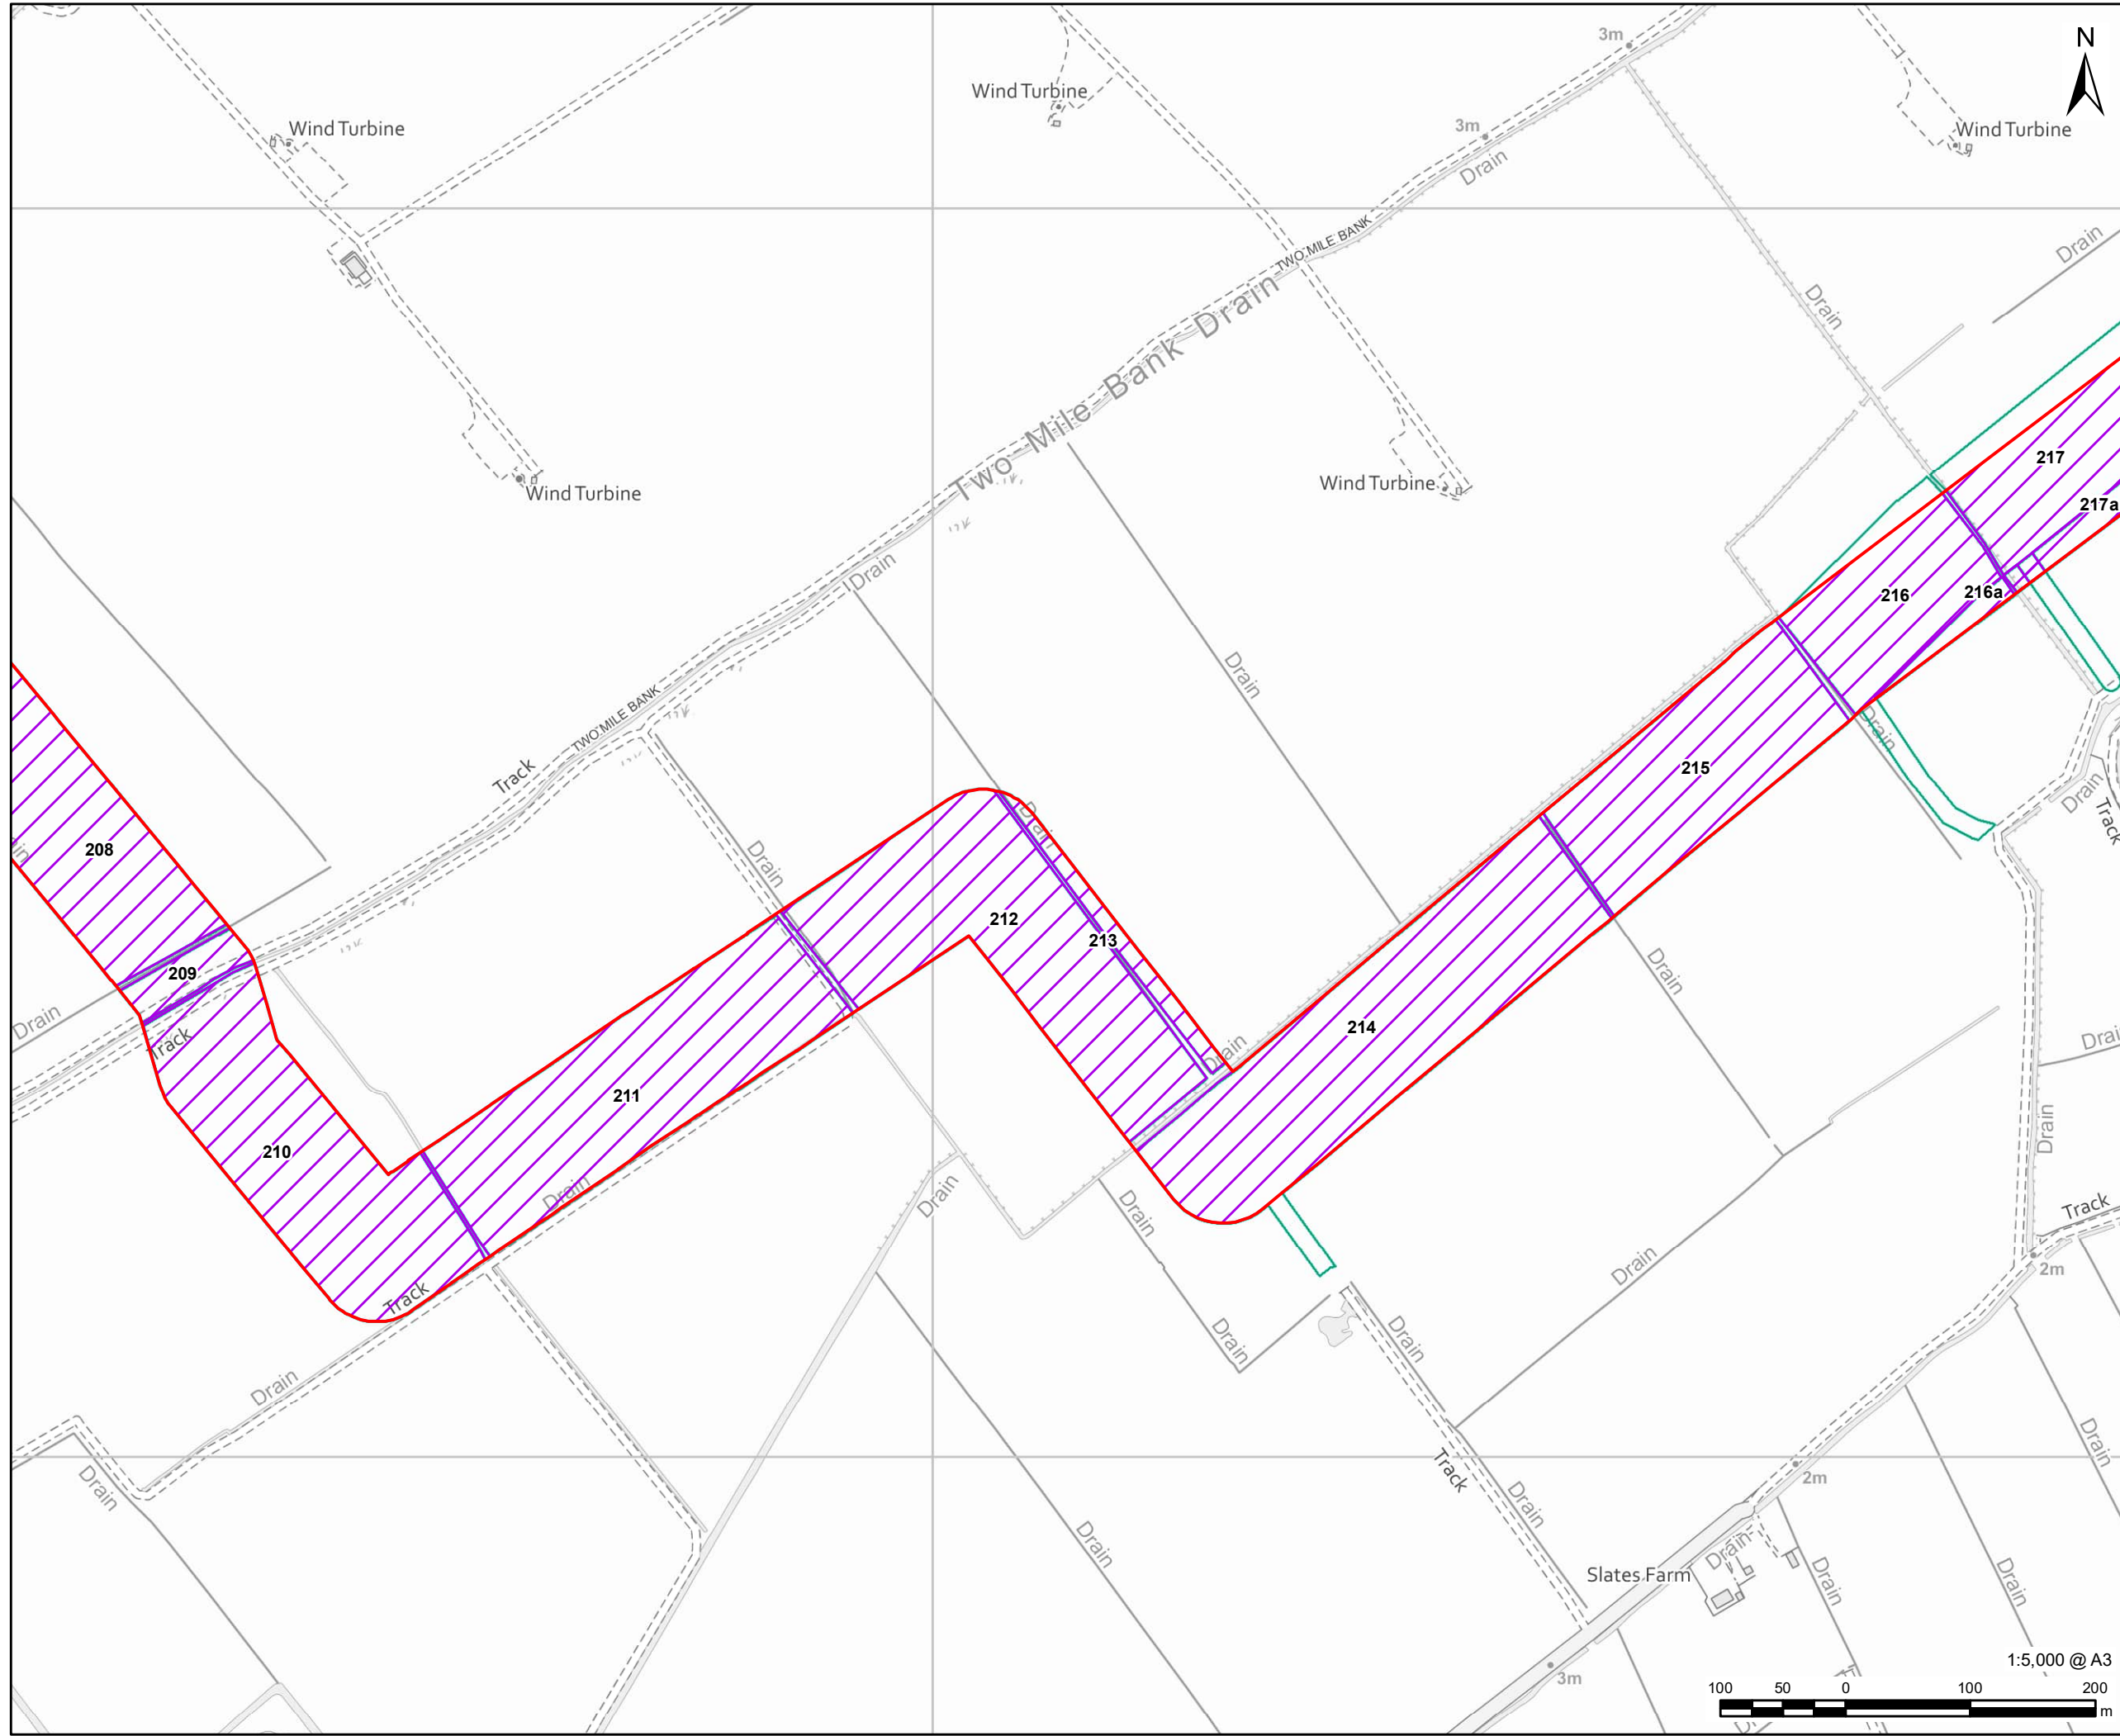 N
3m
Wind Turbine
3m
Wind Turbine
Wind Turbine
Drain
TWO MILE BANK
Drain
Drain
Two Mile Bank Drain
217
Wind Turbine
Wind Turbine
217a
Drain
216
216a
Drain
TWO MILE BANK
Drain
Track
215
Drain
Drain
Track
208
Drain
212
213
209
Drain
Drain
Track
214
Drain
Drain
211
Drain
210
Drain
Drain
Drain
Track
2m
Drain
Track
Drain
Drain
Drain
Drain
Drain
Track
2m
Drain
Drain
Drain
Drain
Slates Farm
Drain
Drain
1:5,000 @ A3
3m
100 50 0 100 200
m